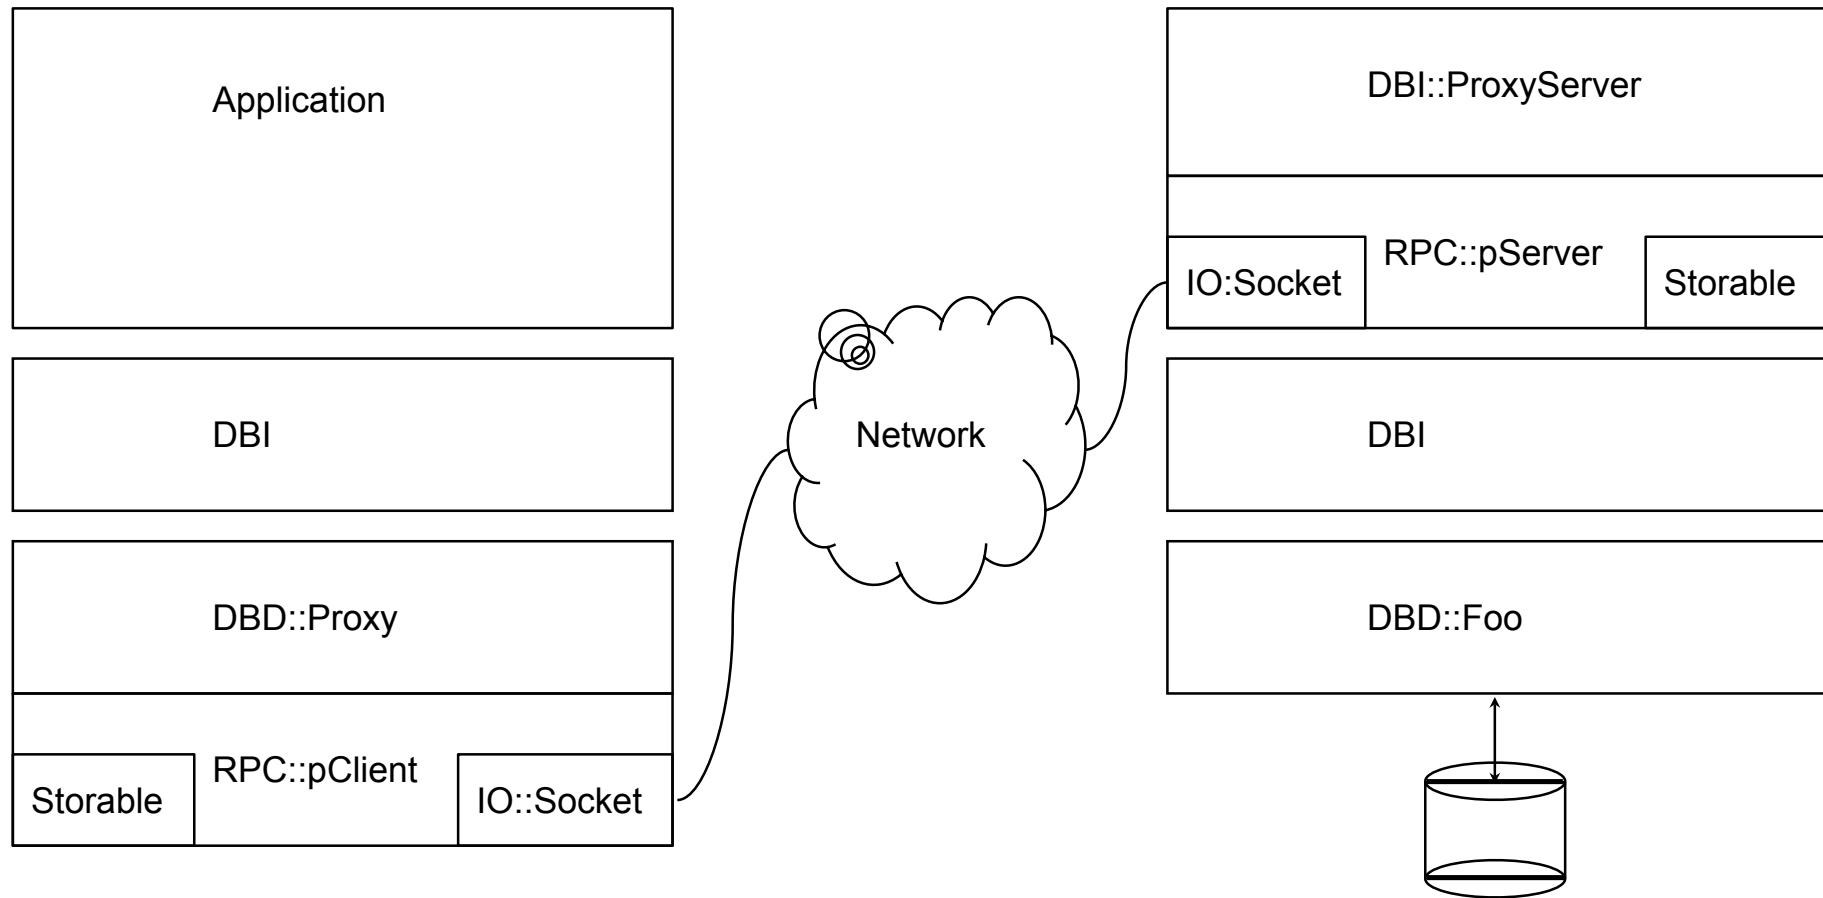 Application
DBI
DBD::Proxy
RPC::pClient
Storable
IO::Socket
Network
DBI::ProxyServer
RPC::pServer
IO:Socket
Storable
DBI
DBD::Foo